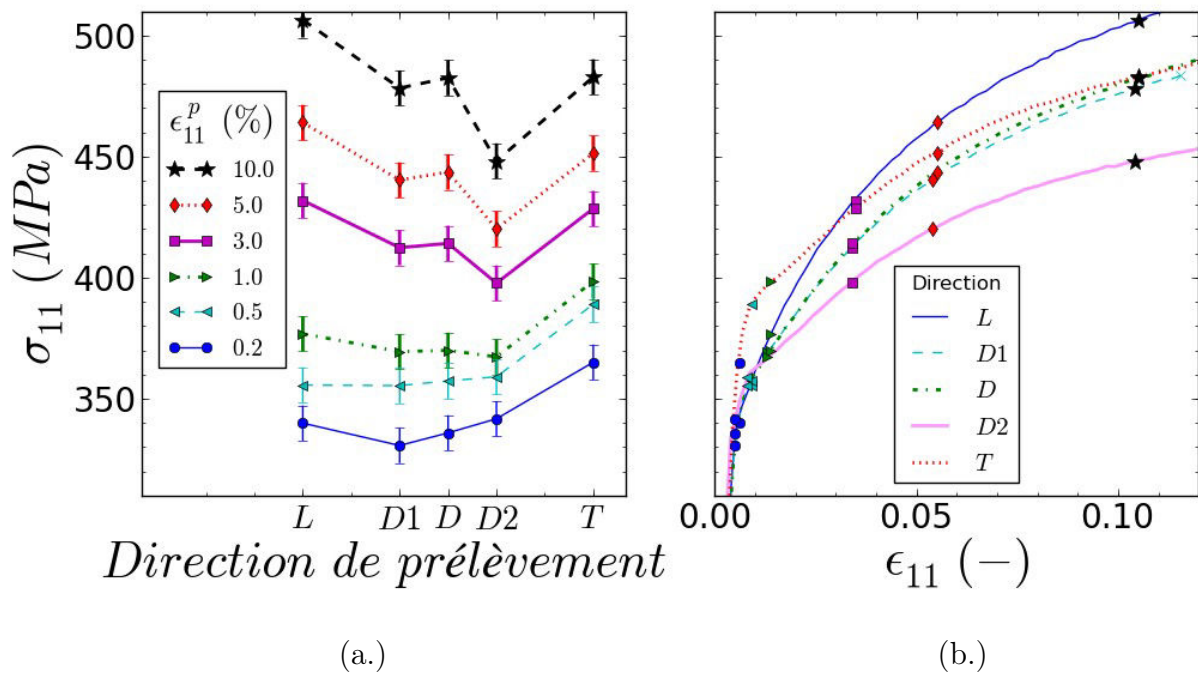 500
450
400
350
σ₁₁ (MPa)
ϵ₁₁ᵖ (%)
10.0
5.0
3.0
1.0
0.5
0.2
L D1 D D2 T
Direction de prélèvement
(a.)
Direction
L
D1
D
D2
T
0.00 0.05 0.10
ϵ₁₁ (−)
(b.)